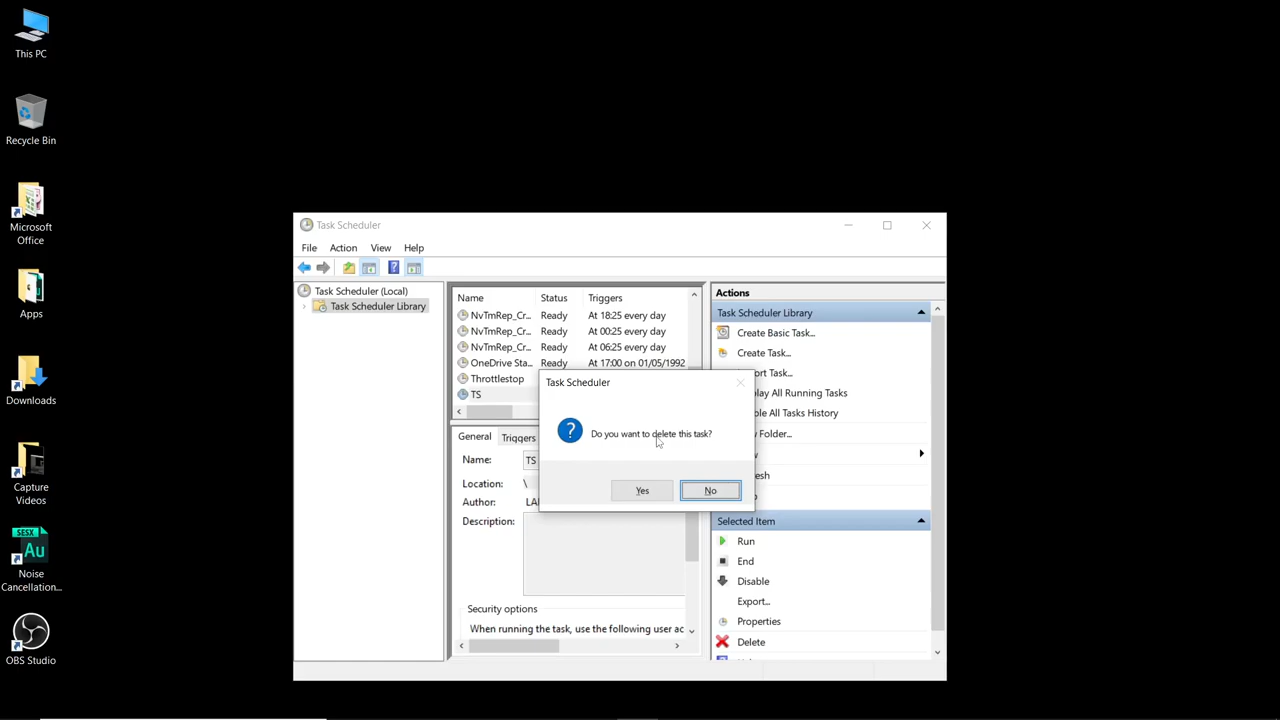 This PC
Recycle Bin
Microsoft
Office
Apps
Downloads
Capture
Videos
SESX
Au
Noise
Cancellation...
OBS Studio
Task Scheduler
File Action View Help
Task Scheduler (Local)
Task Scheduler Library
Name Status Triggers
NvTmRep_Cr... Ready At 18:25 every day
NvTmRep_Cr... Ready At 00:25 every day
NvTmRep_Cr... Ready At 06:25 every day
OneDrive Sta... Ready At 17:00 on 01/05/1992
Throttlestop
TS
General Triggers
Name: TS
Location: \
Author: LA
Description:
Security options
When running the task, use the following user ac
Task Scheduler
Do you want to delete this task?
Yes No
Actions
Task Scheduler Library
Create Basic Task...
Create Task...
ort Task...
play All Running Tasks
ble All Tasks History
Folder...
esh
Selected Item
Run
End
Disable
Export...
Properties
Delete